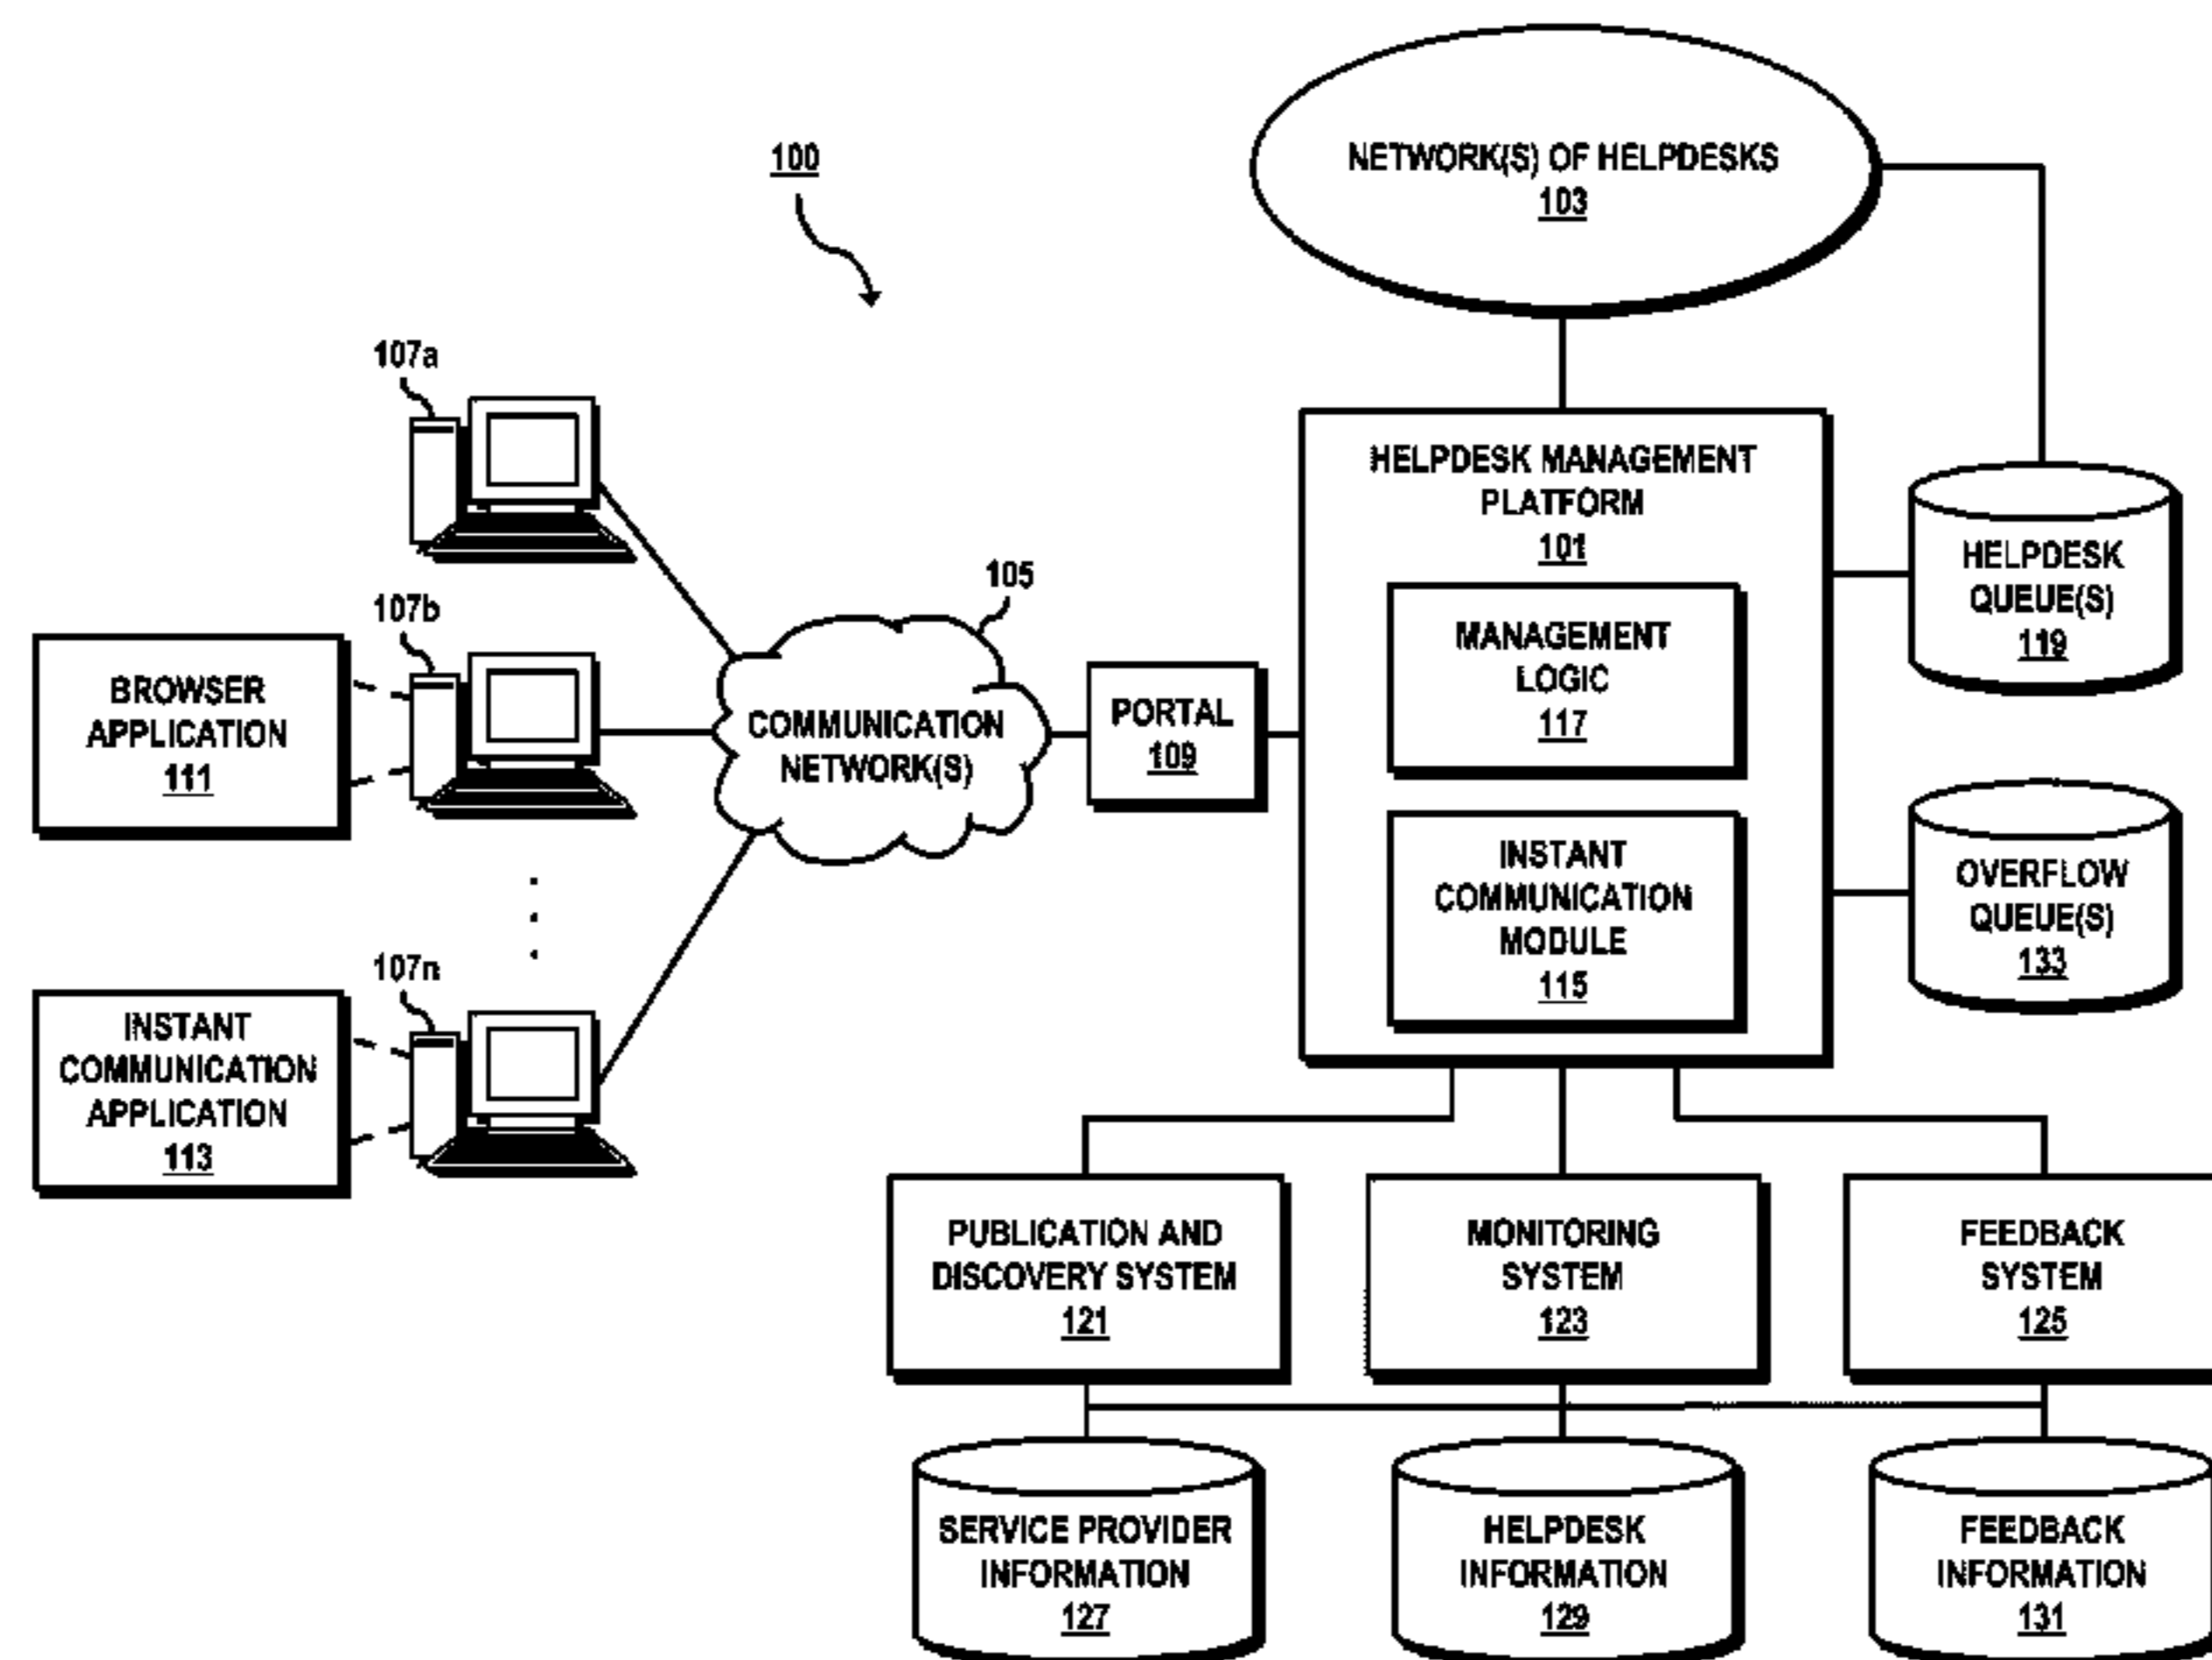 100
NETWORK(S) OF HELPDESKS
103
107a
HELPDESK MANAGEMENT
PLATFORM
101
HELPDESK
QUEUE(S)
119
105
107b
BROWSER
APPLICATION
111
COMMUNICATION
NETWORK(S)
PORTAL
109
MANAGEMENT
LOGIC
117
INSTANT
COMMUNICATION
MODULE
115
OVERFLOW
QUEUE(S)
133
107n
INSTANT
COMMUNICATION
APPLICATION
113
PUBLICATION AND
DISCOVERY SYSTEM
121
MONITORING
SYSTEM
123
FEEDBACK
SYSTEM
125
SERVICE PROVIDER
INFORMATION
127
HELPDESK
INFORMATION
129
FEEDBACK
INFORMATION
131